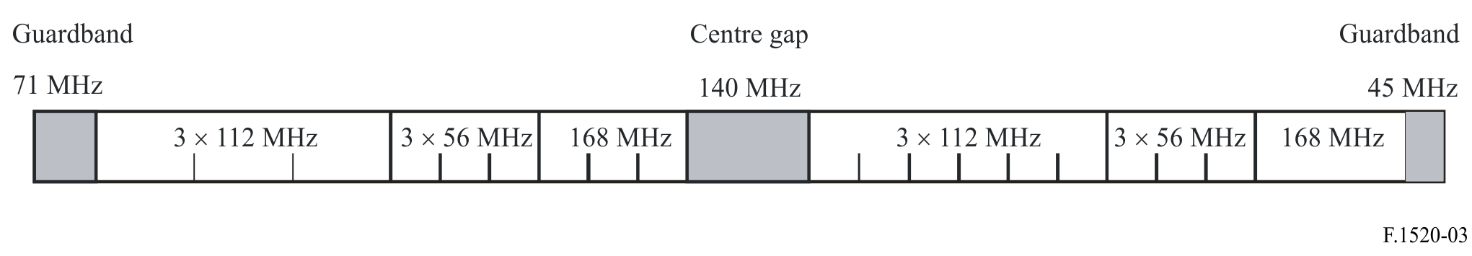 Guardband Centre gap Guardband
71 MHz 140 MHz 45 MHz
3 × 112 MHz 3 × 56 MHz 168 MHz 3 × 112 MHz 3 × 56 MHz 168 MHz
F.1520-03